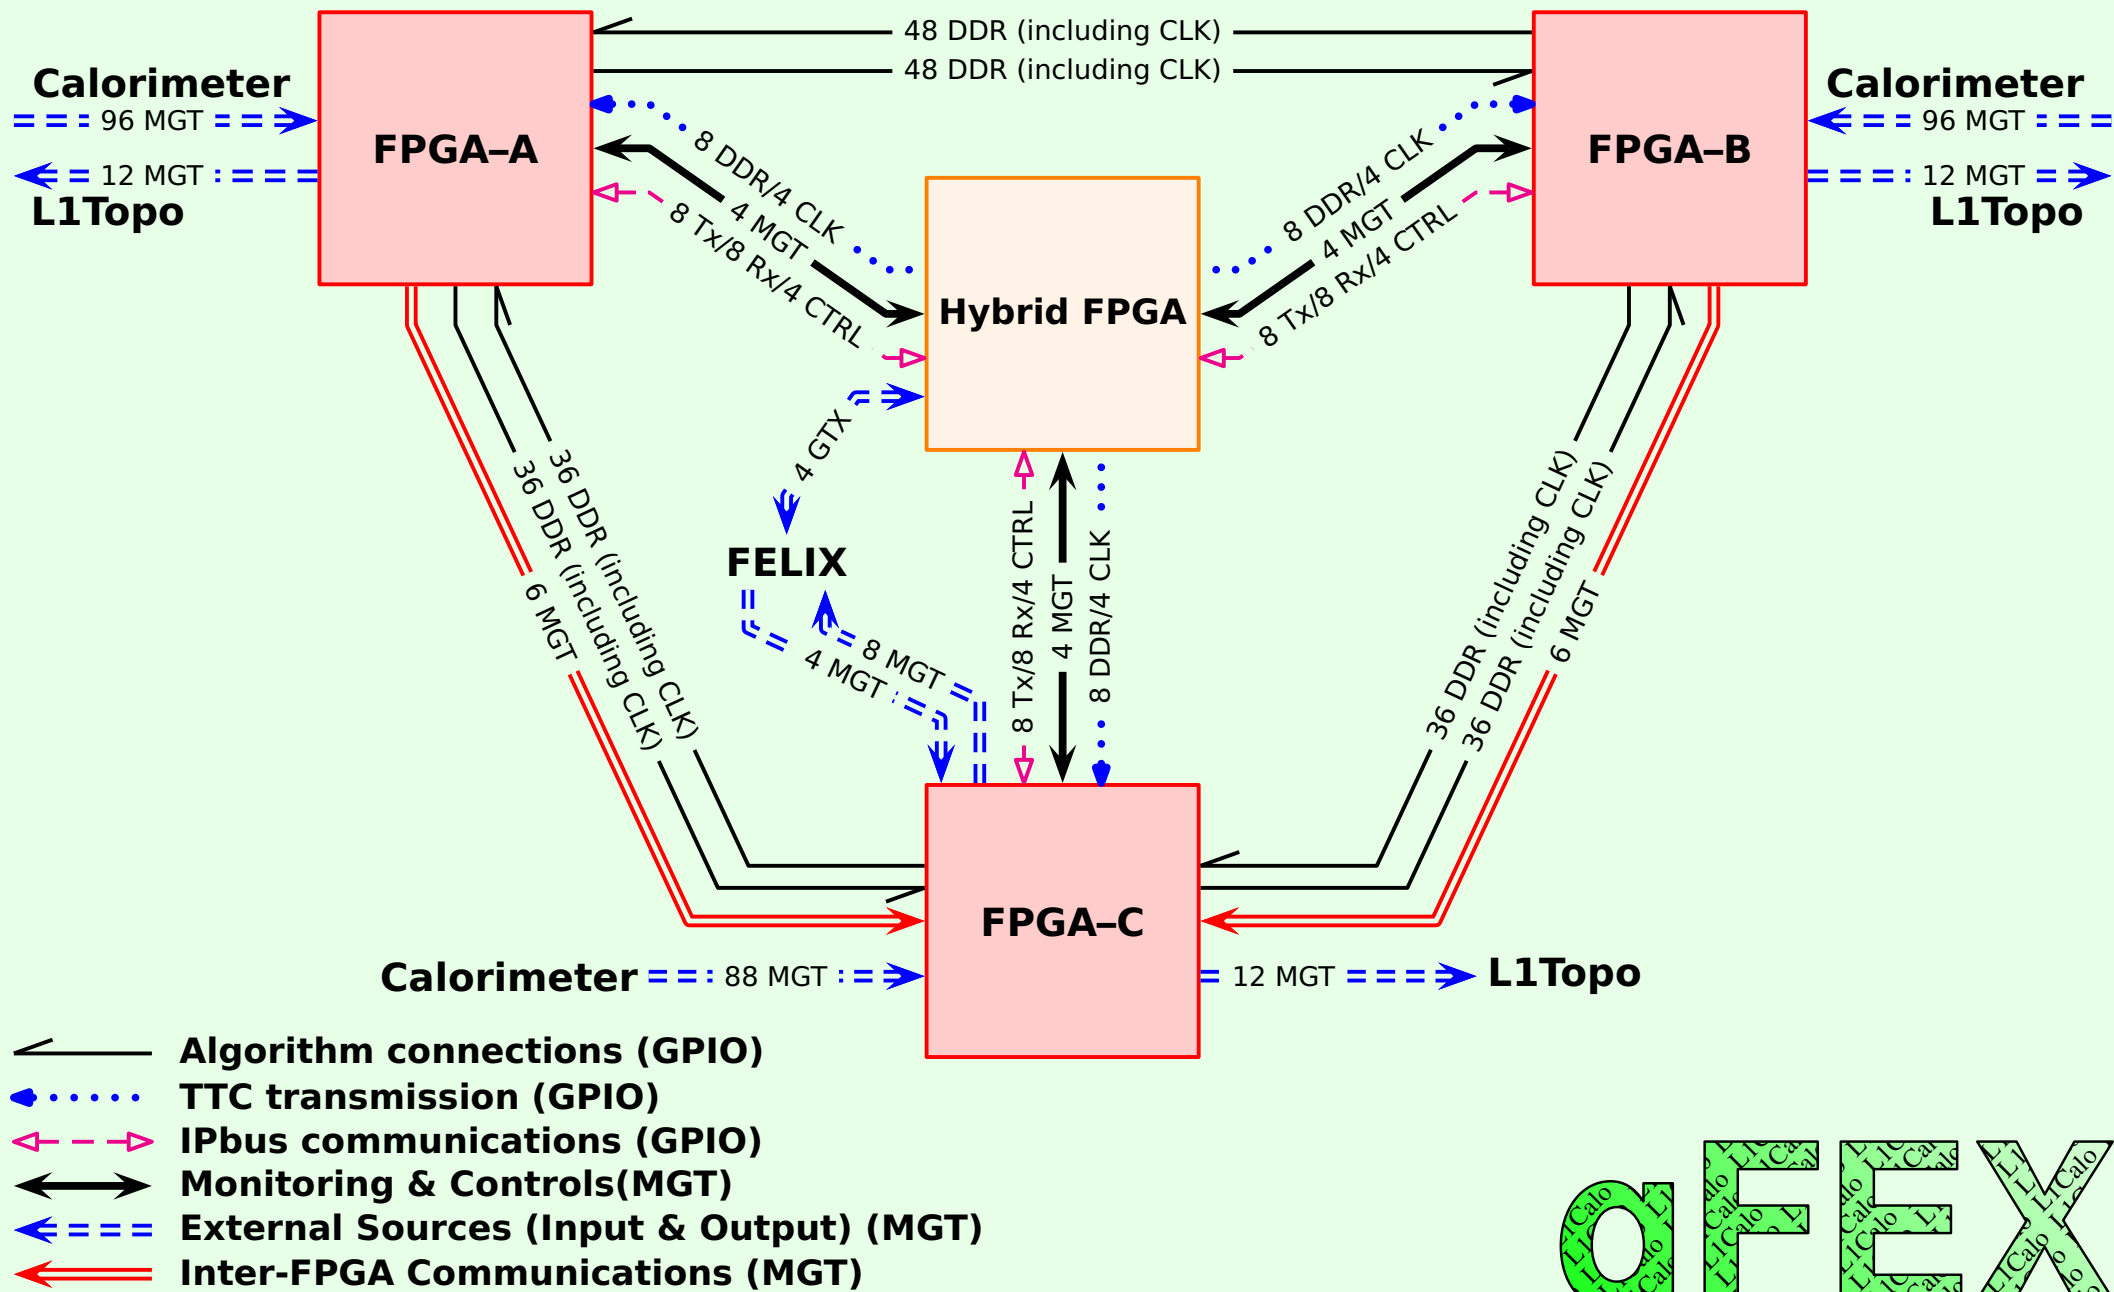 48 DDR (including CLK)
48 DDR (including CLK)
Calorimeter
96 MGT
12 MGT
L1Topo
FPGA–A
FPGA–B
Calorimeter
96 MGT
12 MGT
L1Topo
8 DDR/4 CLK
4 MGT
8 Tx/8 Rx/4 CTRL
8 DDR/4 CLK
4 MGT
8 Tx/8 Rx/4 CTRL
Hybrid FPGA
4 GTX
FELIX
8 MGT
4 MGT
8 Tx/8 Rx/4 CTRL
4 MGT
8 DDR/4 CLK
36 DDR (including CLK)
36 DDR (including CLK)
6 MGT
36 DDR (including CLK)
36 DDR (including CLK)
6 MGT
FPGA–C
Calorimeter
88 MGT
12 MGT
L1Topo
Algorithm connections (GPIO)
TTC transmission (GPIO)
IPbus communications (GPIO)
Monitoring & Controls(MGT)
External Sources (Input & Output) (MGT)
Inter-FPGA Communications (MGT)
gFEX
L1Calo